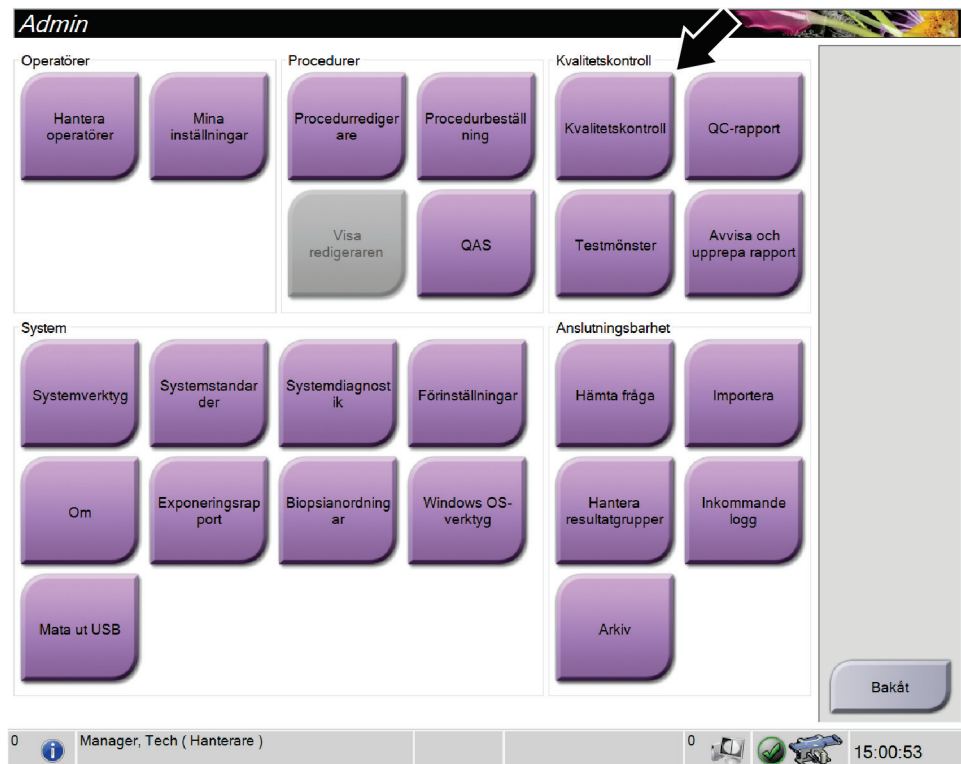 Admin
Operatörer
Hantera
operatörer
Mina
inställningar
Procedurer
Procedurrediger
are
Procedurbeställ
ning
Visa
redigeraren
QAS
Kvalitetskontroll
Kvalitetskontroll
QC-rapport
Testmönster
Avvisa och
upprepa rapport
System
Systemverktyg
Systemstandar
der
Systemdiagnost
ik
Förinställningar
Om
Exponeringsrap
port
Biopsianordning
ar
Windows OS-
verktyg
Mata ut USB
Anslutningsbarhet
Hämta fråga
Importera
Hantera
resultatgrupper
Inkommande
logg
Arkiv
Bakåt
0
Manager, Tech ( Hanterare )
0
15:00:53